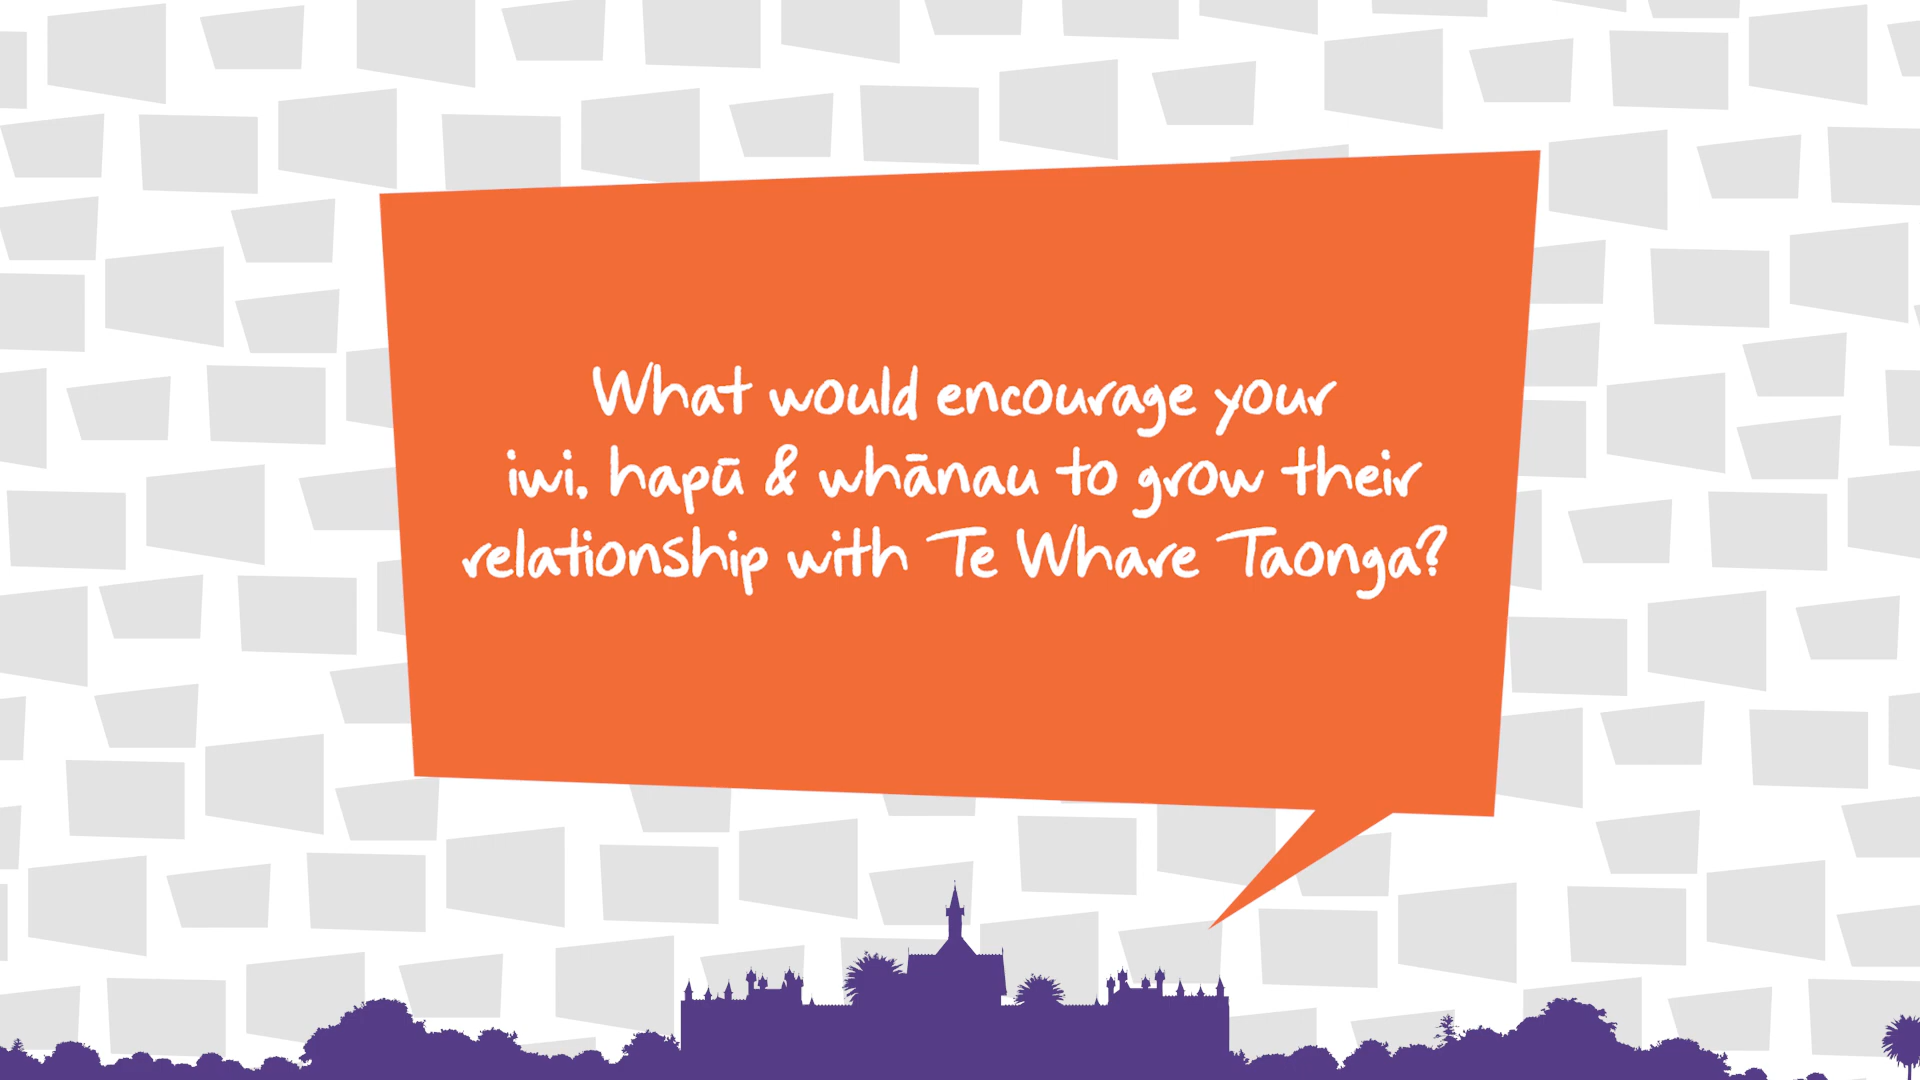 What would encourage your
iwi, hapū & whānau to grow their
relationship with Te Whare Taonga?